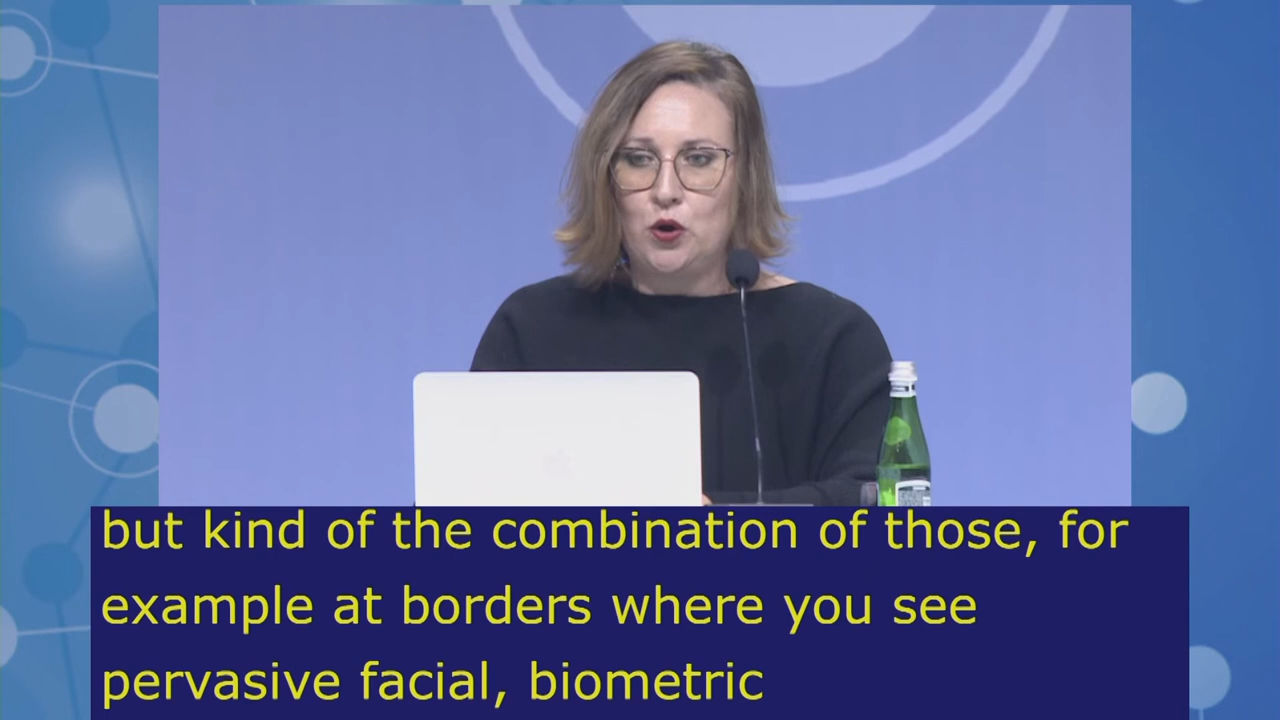 but kind of the combination of those, for
example at borders where you see
pervasive facial, biometric